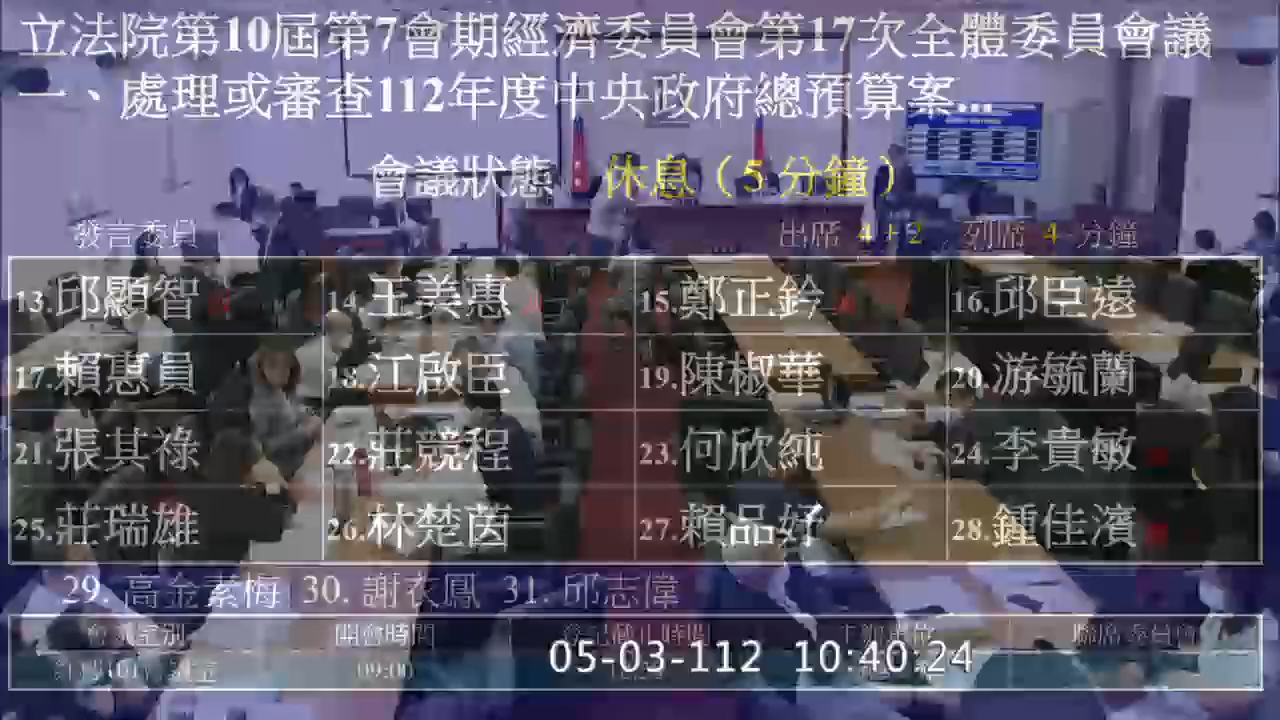 立法院第10屆第7會期經濟委員會第17次全體委員會議
一、處理或審查112年度中央政府總預算案
會議狀態 休息（5 分鐘）
發言委員 出席 4 + 2 列席 4 分鐘
13.邱顯智 14.王美惠 15.鄭正鈐 16.邱臣遠
17.賴惠員 18.江啟臣 19.陳椒華 20.游毓蘭
21.張其祿 22.莊競程 23.何欣純 24.李貴敏
25.莊瑞雄 26.林楚茵 27.賴品妤 28.鍾佳濱
29. 高金素梅 30. 謝衣鳳 31. 邱志偉
開會時間 登記截止時間
09:00
05-03-112 10:40:24